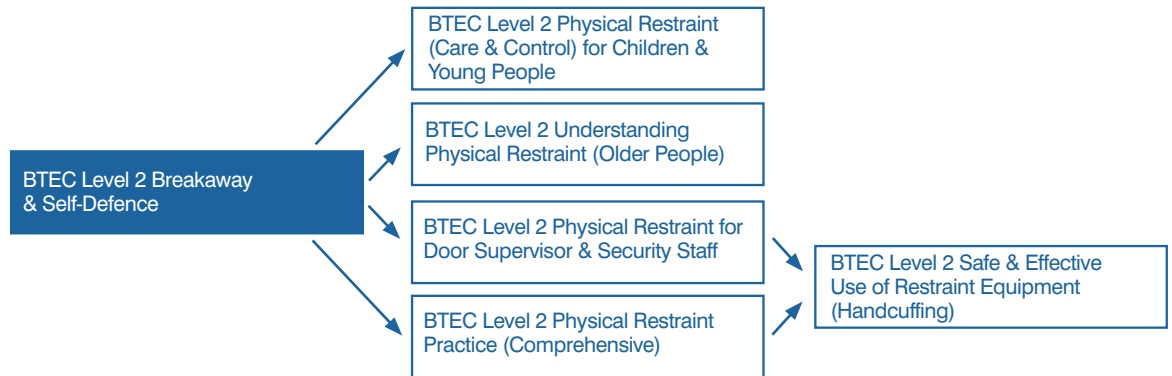 BTEC Level 2 Physical Restraint
(Care & Control) for Children &
Young People
BTEC Level 2 Understanding
Physical Restraint (Older People)
BTEC Level 2 Breakaway
& Self-Defence
BTEC Level 2 Physical Restraint for
Door Supervisor & Security Staff
BTEC Level 2 Safe & Effective
Use of Restraint Equipment
(Handcuffing)
BTEC Level 2 Physical Restraint
Practice (Comprehensive)